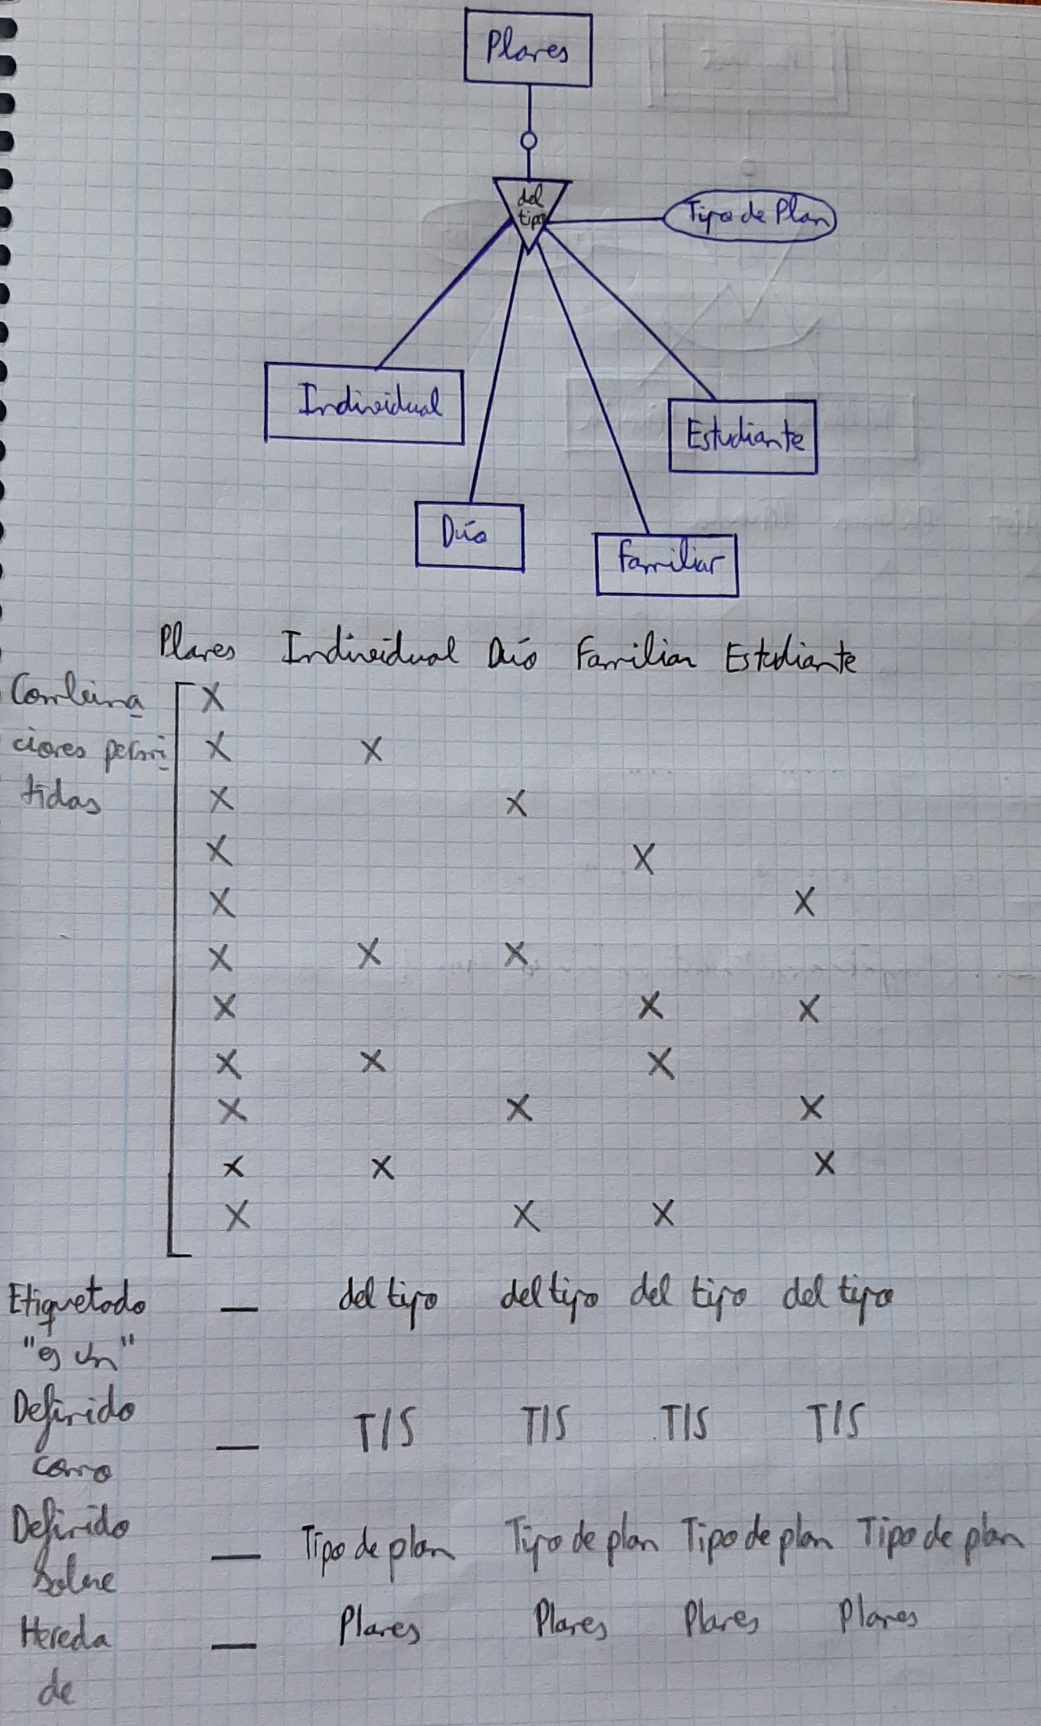 Planes
del
tipo
Tipo de Plan
Individual
Estudiante
Dúo
Familiar
Planes Individual Dúo Familiar Estudiante
Combina
ciones permi
tidas
X
X X
X X
X X
X X
X X X
X X X
X X X
X X X
X X X
X X X
Etiquetado — del tipo del tipo del tipo del tipo
"es un"
Definido — T/S T/S T/S T/S
como
Definido — Tipo de plan Tipo de plan Tipo de plan Tipo de plan
sobre
Hereda — Planes Planes Planes Planes
de